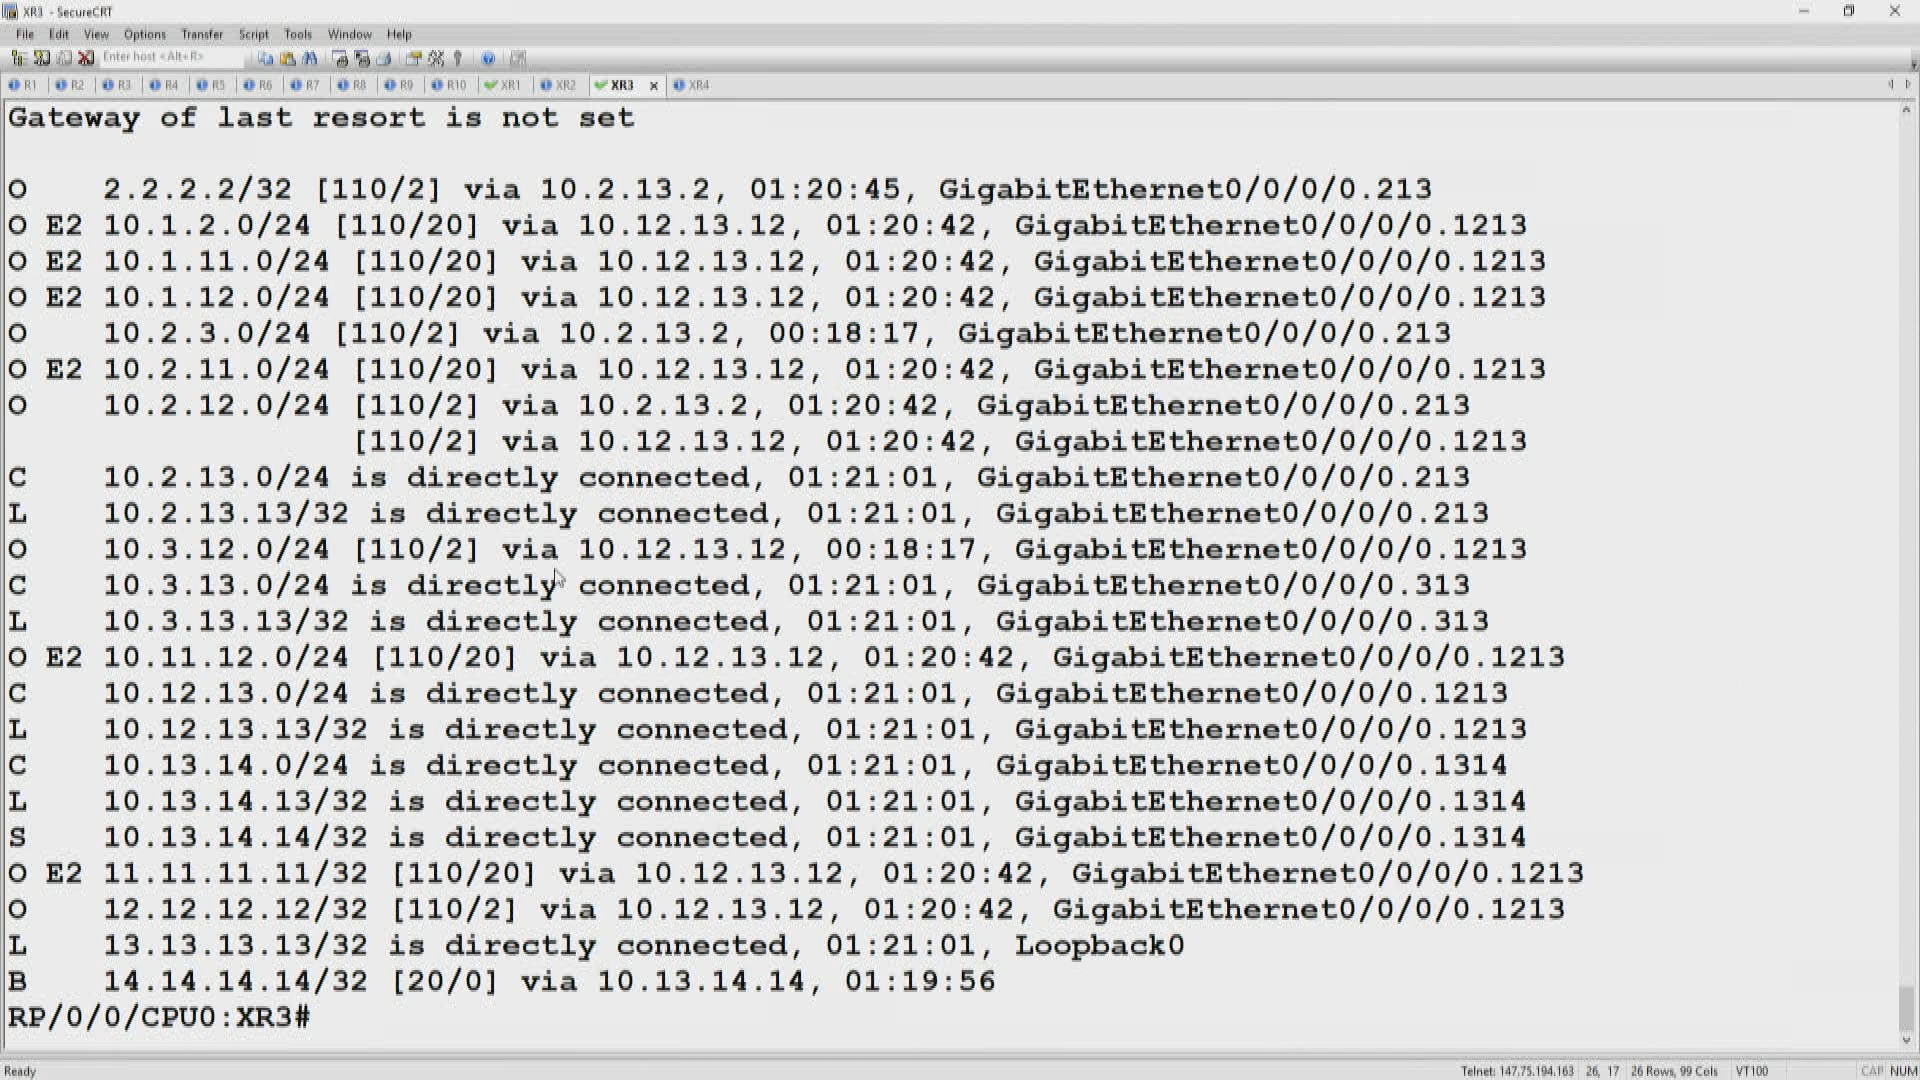 XR3 - SecureCRT
File Edit View Options Transfer Script Tools Window Help
Enter host <Alt+R>
R1 R2 R3 R4 R5 R6 R7 R8 R9 R10 XR1 XR2 XR3 XR4
Gateway of last resort is not set
O    2.2.2.2/32 [110/2] via 10.2.13.2, 01:20:45, GigabitEthernet0/0/0/0.213
O E2 10.1.2.0/24 [110/20] via 10.12.13.12, 01:20:42, GigabitEthernet0/0/0/0.1213
O E2 10.1.11.0/24 [110/20] via 10.12.13.12, 01:20:42, GigabitEthernet0/0/0/0.1213
O E2 10.1.12.0/24 [110/20] via 10.12.13.12, 01:20:42, GigabitEthernet0/0/0/0.1213
O    10.2.3.0/24 [110/2] via 10.2.13.2, 00:18:17, GigabitEthernet0/0/0/0.213
O E2 10.2.11.0/24 [110/20] via 10.12.13.12, 01:20:42, GigabitEthernet0/0/0/0.1213
O    10.2.12.0/24 [110/2] via 10.2.13.2, 01:20:42, GigabitEthernet0/0/0/0.213
                  [110/2] via 10.12.13.12, 01:20:42, GigabitEthernet0/0/0/0.1213
C    10.2.13.0/24 is directly connected, 01:21:01, GigabitEthernet0/0/0/0.213
L    10.2.13.13/32 is directly connected, 01:21:01, GigabitEthernet0/0/0/0.213
O    10.3.12.0/24 [110/2] via 10.12.13.12, 00:18:17, GigabitEthernet0/0/0/0.1213
C    10.3.13.0/24 is directly connected, 01:21:01, GigabitEthernet0/0/0/0.313
L    10.3.13.13/32 is directly connected, 01:21:01, GigabitEthernet0/0/0/0.313
O E2 10.11.12.0/24 [110/20] via 10.12.13.12, 01:20:42, GigabitEthernet0/0/0/0.1213
C    10.12.13.0/24 is directly connected, 01:21:01, GigabitEthernet0/0/0/0.1213
L    10.12.13.13/32 is directly connected, 01:21:01, GigabitEthernet0/0/0/0.1213
C    10.13.14.0/24 is directly connected, 01:21:01, GigabitEthernet0/0/0/0.1314
L    10.13.14.13/32 is directly connected, 01:21:01, GigabitEthernet0/0/0/0.1314
S    10.13.14.14/32 is directly connected, 01:21:01, GigabitEthernet0/0/0/0.1314
O E2 11.11.11.11/32 [110/20] via 10.12.13.12, 01:20:42, GigabitEthernet0/0/0/0.1213
O    12.12.12.12/32 [110/2] via 10.12.13.12, 01:20:42, GigabitEthernet0/0/0/0.1213
L    13.13.13.13/32 is directly connected, 01:21:01, Loopback0
B    14.14.14.14/32 [20/0] via 10.13.14.14, 01:19:56
RP/0/0/CPU0:XR3#
Ready Telnet: 147.75.194.163 26, 17 26 Rows, 99 Cols VT100 CAP NUM